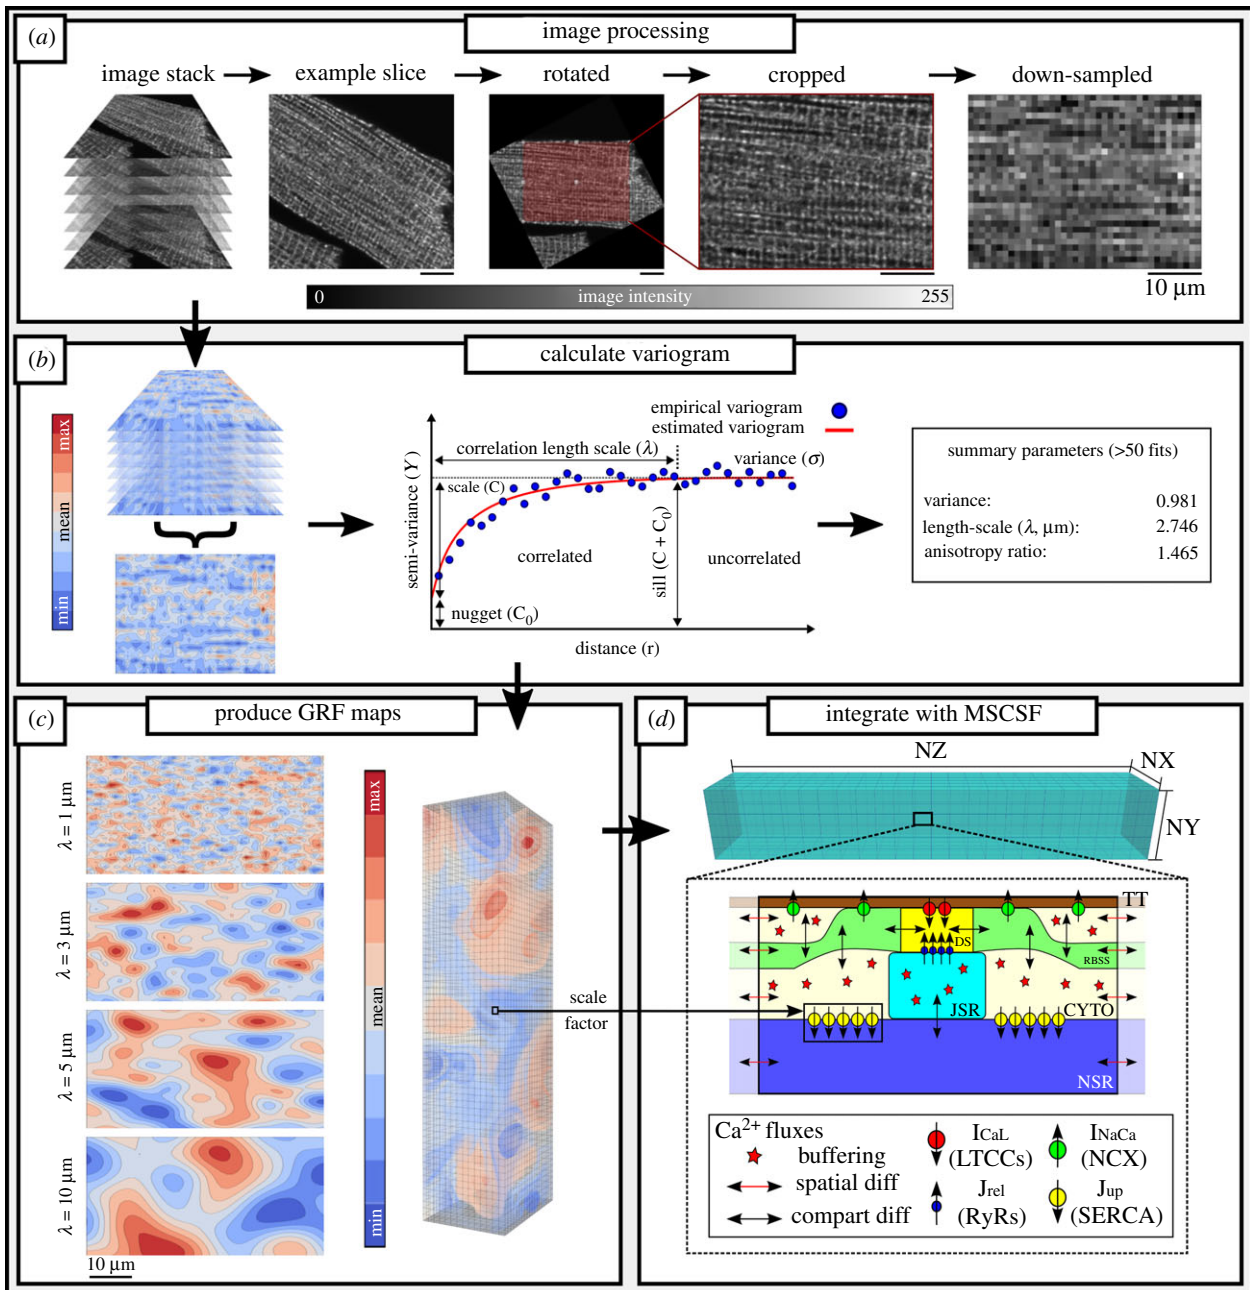 (a)
image processing
image stack
example slice
rotated
cropped
down-sampled
0
image intensity
255
10 µm
(b)
calculate variogram
max
mean
min
empirical variogram
estimated variogram
correlation length scale (λ)
variance (σ)
scale (C)
semi-variance (Y)
correlated
sill (C + C₀)
uncorrelated
nugget (C₀)
distance (r)
summary parameters (>50 fits)
variance: 0.981
length-scale (λ, µm): 2.746
anisotropy ratio: 1.465
(c)
produce GRF maps
λ = 1 µm
λ = 3 µm
λ = 5 µm
λ = 10 µm
10 µm
max
mean
min
scale
factor
(d)
integrate with MSCSF
NZ
NX
NY
TT
DS
RBSS
JSR
CYTO
NSR
Ca²⁺ fluxes
buffering
spatial diff
compart diff
ICaL
(LTCCs)
INaCa
(NCX)
Jrel
(RyRs)
Jup
(SERCA)